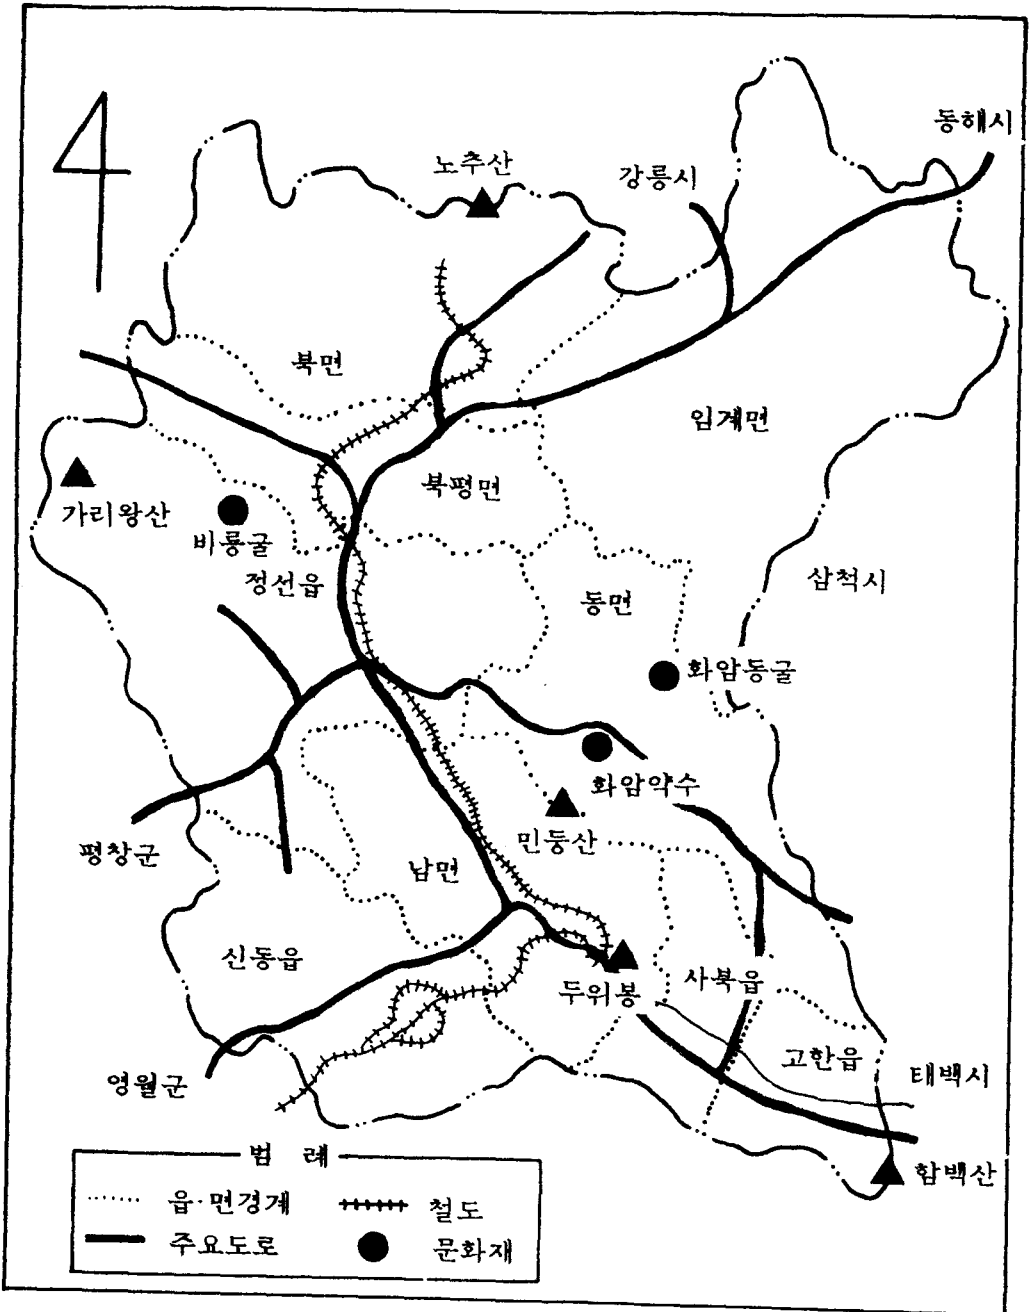 동해시
노추산
강릉시
북면
임계면
북평면
가리왕산
비룡굴
정선읍
삼척시
동면
화암동굴
화암약수
민둥산
평창군
남면
신동읍
사북읍
두위봉
고한읍
영월군
태백시
함백산
범 례
읍·면경계
철도
주요도로
문화재